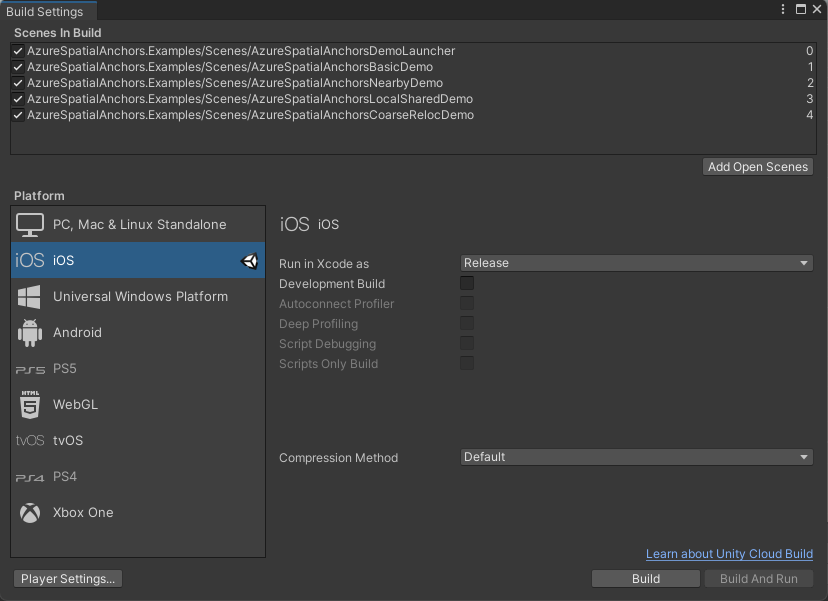 Build Settings
Scenes In Build
AzureSpatialAnchors.Examples/Scenes/AzureSpatialAnchorsDemoLauncher 0
AzureSpatialAnchors.Examples/Scenes/AzureSpatialAnchorsBasicDemo 1
AzureSpatialAnchors.Examples/Scenes/AzureSpatialAnchorsNearbyDemo 2
AzureSpatialAnchors.Examples/Scenes/AzureSpatialAnchorsLocalSharedDemo 3
AzureSpatialAnchors.Examples/Scenes/AzureSpatialAnchorsCoarseRelocDemo 4
Add Open Scenes
Platform
PC, Mac & Linux Standalone
iOS iOS
Universal Windows Platform
Android
PS5 PS5
HTML 5 WebGL
tvOS tvOS
PS4 PS4
Xbox One
iOS iOS
Run in Xcode as Release
Development Build
Autoconnect Profiler
Deep Profiling
Script Debugging
Scripts Only Build
Compression Method Default
Learn about Unity Cloud Build
Player Settings... Build Build And Run